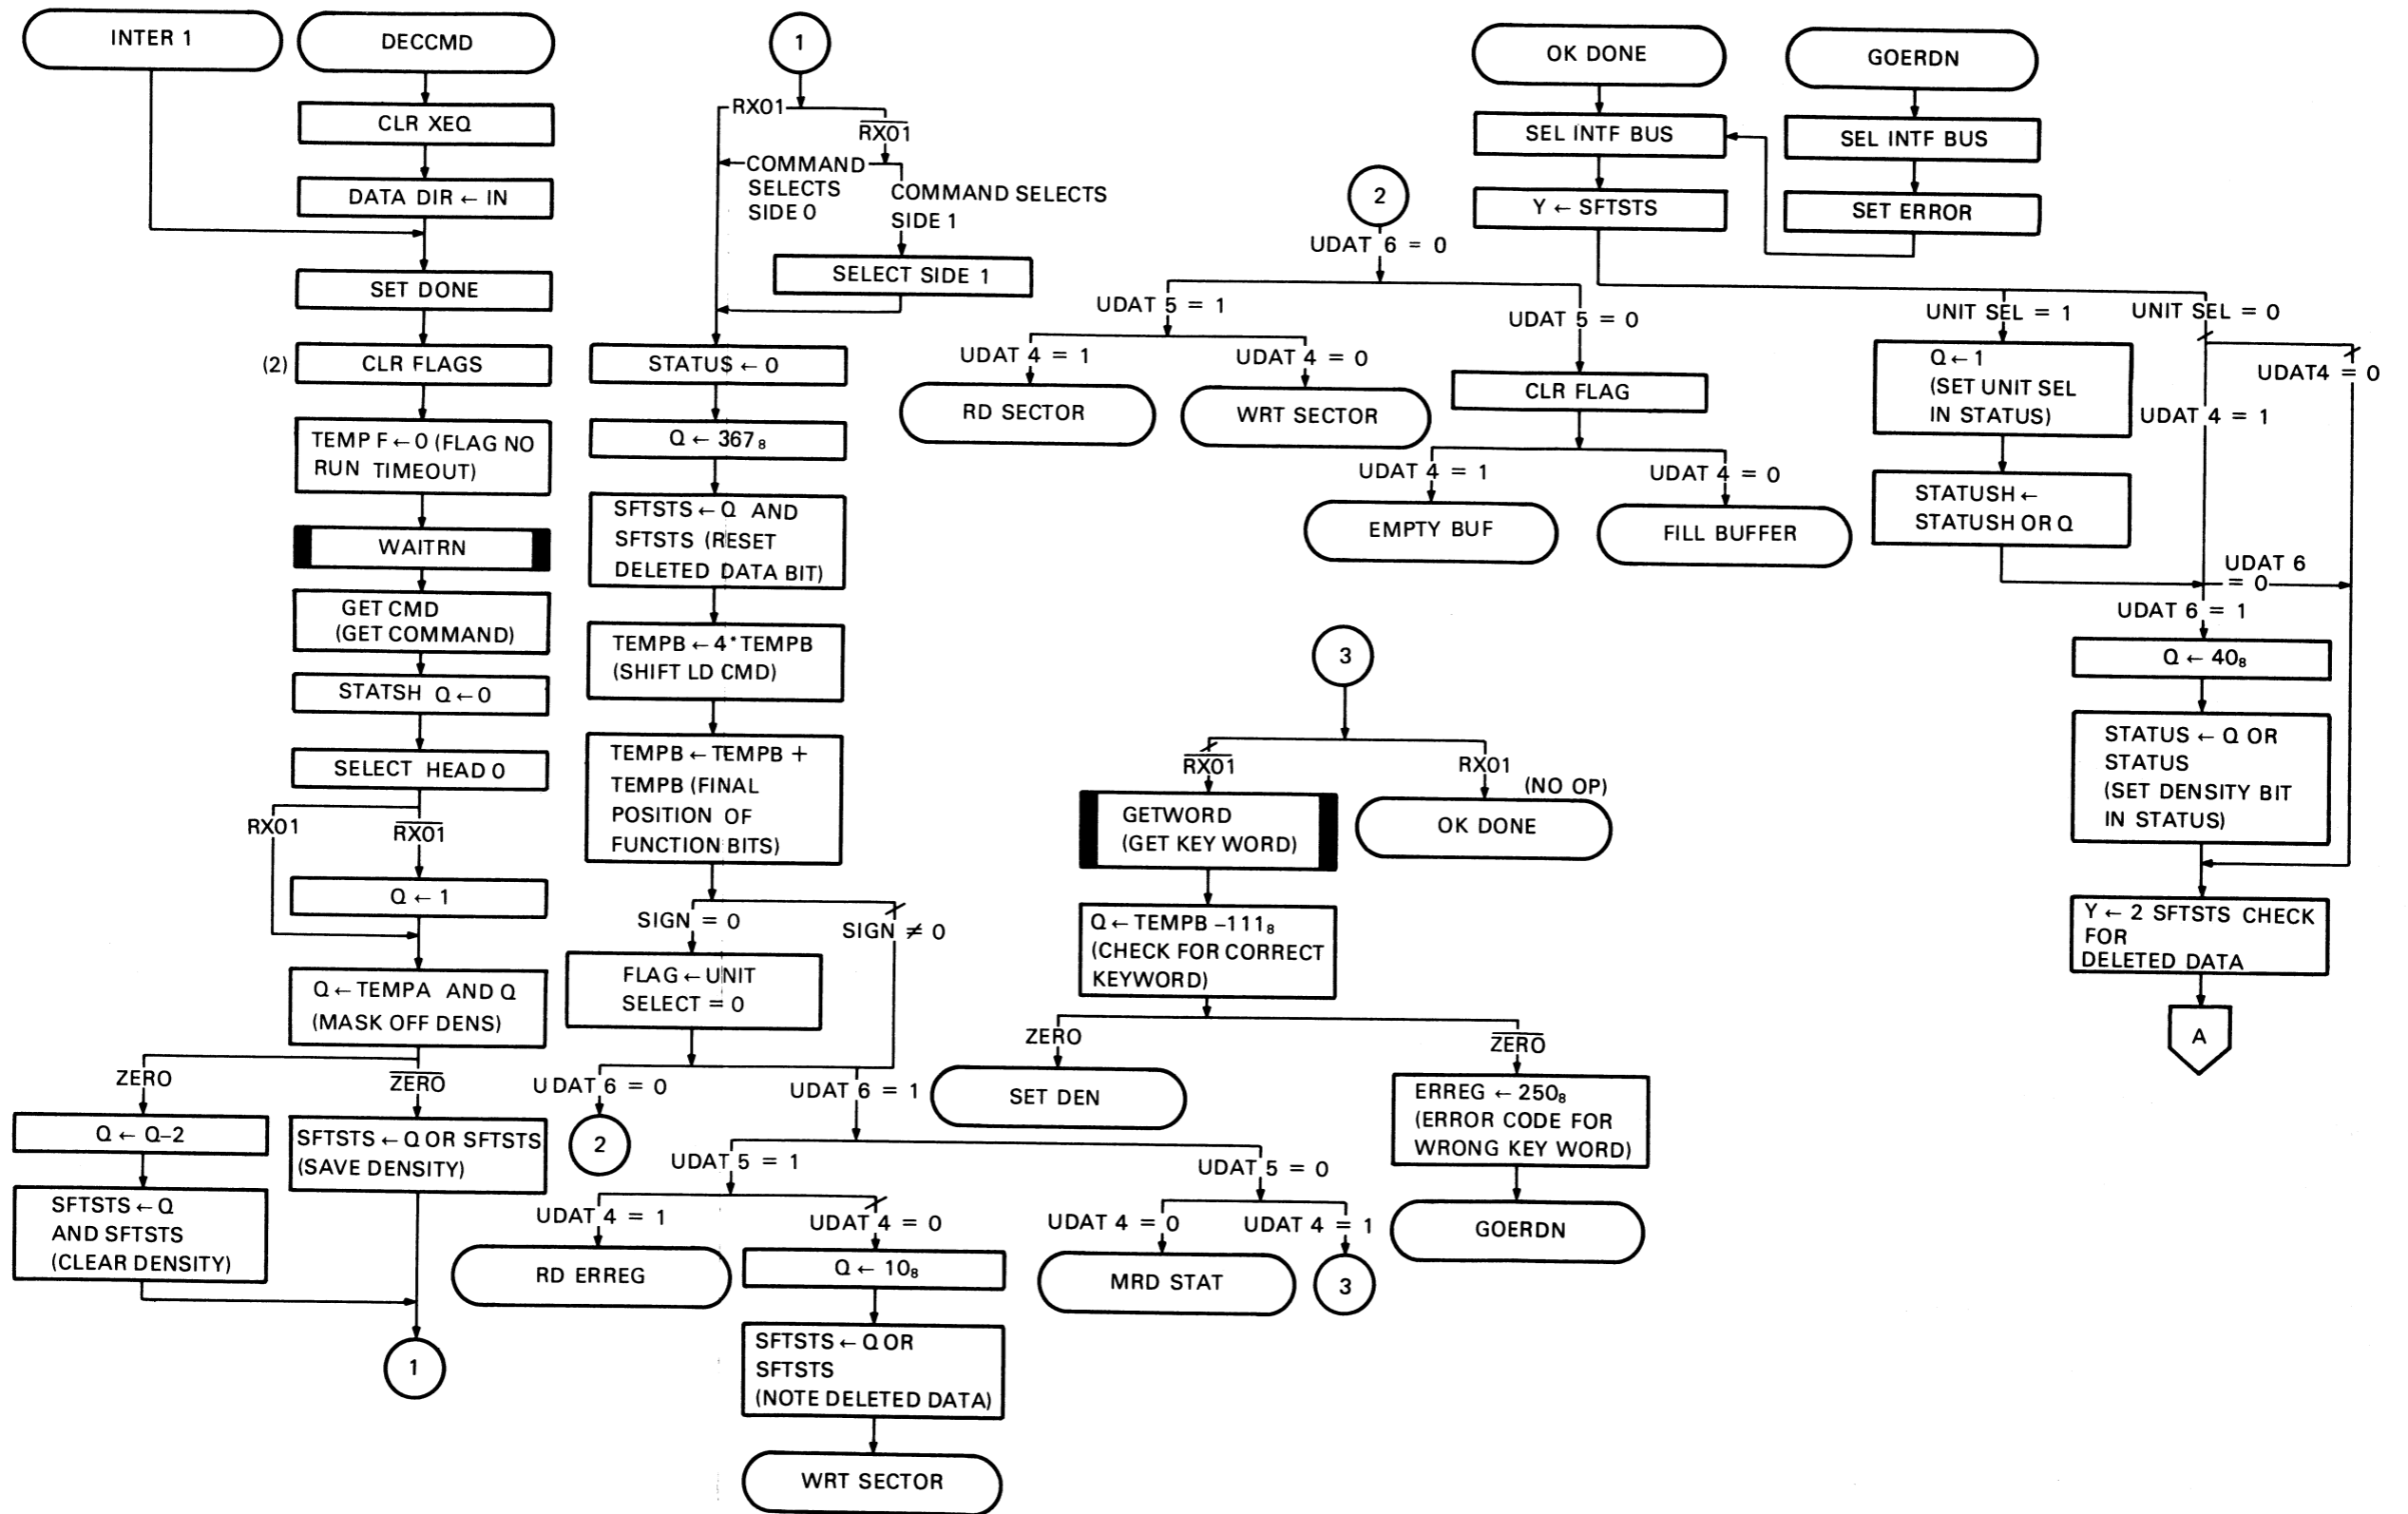 INTER 1
DECCMD
CLR XEQ
DATA DIR ← IN
SET DONE
(2)
CLR FLAGS
TEMP F ← 0 (FLAG NO
RUN TIMEOUT)
WAITRN
GET CMD
(GET COMMAND)
STATSH Q ← 0
SELECT HEAD 0
RX01
R̅X̅0̅1̅
Q ← 1
Q ← TEMPA AND Q
(MASK OFF DENS)
ZERO
Z̅E̅R̅O̅
Q ← Q–2
SFTSTS ← Q
AND SFTSTS
(CLEAR DENSITY)
SFTSTS ← Q OR SFTSTS
(SAVE DENSITY)
1
1
RX01
R̅X̅0̅1̅
COMMAND
SELECTS
SIDE 0
COMMAND SELECTS
SIDE 1
SELECT SIDE 1
STATUS ← 0
Q ← 367₈
SFTSTS ← Q AND
SFTSTS (RESET
DELETED DATA BIT)
TEMPB ← 4*TEMPB
(SHIFT LD CMD)
TEMPB ← TEMPB +
TEMPB (FINAL
POSITION OF
FUNCTION BITS)
SIGN = 0
SIGN ≠ 0
FLAG ← UNIT
SELECT = 0
UDAT 6 = 0
UDAT 6 = 1
2
UDAT 5 = 1
UDAT 5 = 0
UDAT 4 = 1
UDAT 4 = 0
RD ERREG
Q ← 10₈
SFTSTS ← Q OR
SFTSTS
(NOTE DELETED DATA)
WRT SECTOR
UDAT 4 = 0
UDAT 4 = 1
MRD STAT
3
2
UDAT 6 = 0
UDAT 5 = 1
UDAT 5 = 0
UDAT 4 = 1
UDAT 4 = 0
RD SECTOR
WRT SECTOR
CLR FLAG
UDAT 4 = 1
UDAT 4 = 0
EMPTY BUF
FILL BUFFER
3
R̅X̅0̅1̅
RX01
(NO OP)
GETWORD
(GET KEY WORD)
OK DONE
Q ← TEMPB –111₈
(CHECK FOR CORRECT
KEYWORD)
ZERO
Z̅E̅R̅O̅
SET DEN
ERREG ← 250₈
(ERROR CODE FOR
WRONG KEY WORD)
GOERDN
OK DONE
GOERDN
SEL INTF BUS
SEL INTF BUS
Y ← SFTSTS
SET ERROR
UNIT SEL = 1
UNIT SEL = 0
Q ← 1
(SET UNIT SEL
IN STATUS)
UDAT4 = 0
UDAT 4 = 1
STATUSH ←
STATUSH OR Q
UDAT 6
= 0
UDAT 6 = 1
Q ← 40₈
STATUS ← Q OR
STATUS
(SET DENSITY BIT
IN STATUS)
Y ← 2 SFTSTS CHECK
FOR
DELETED DATA
A